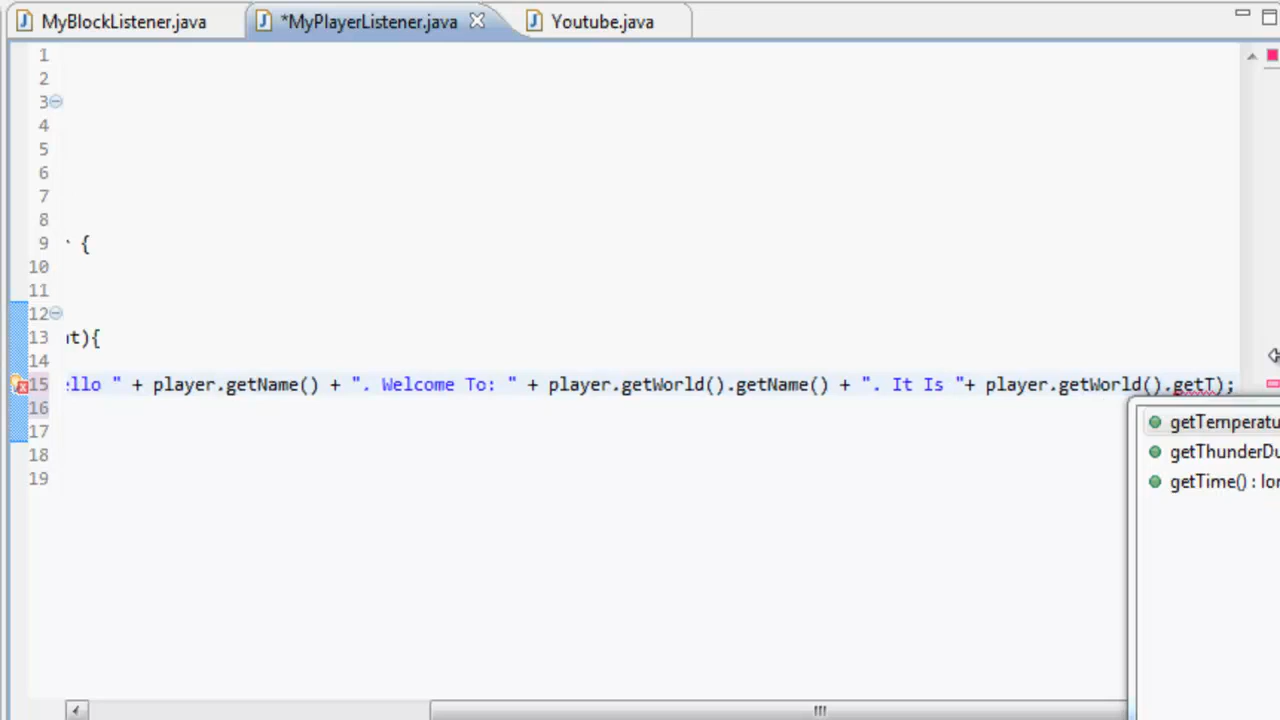 MyBlockListener.java *MyPlayerListener.java Youtube.java
1
2
3
4
5
6
7
8
9 {
10
11
12
13 t){
14
15 llo " + player.getName() + ". Welcome To: " + player.getWorld().getName() + ". It Is "+ player.getWorld().getT);
16
getTemperatu
17
getThunderDu
18
getTime() : lon
19